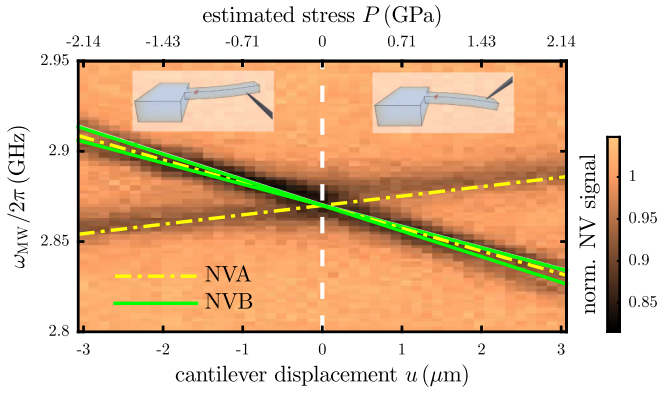 estimated stress P (GPa)
-2.14 -1.43 -0.71 0 0.71 1.43 2.14
2.95
2.9
2.85
2.8
ω_MW/2π (GHz)
NVA
NVB
-3 -2 -1 0 1 2 3
cantilever displacement u (μm)
1
0.95
0.9
0.85
norm. NV signal